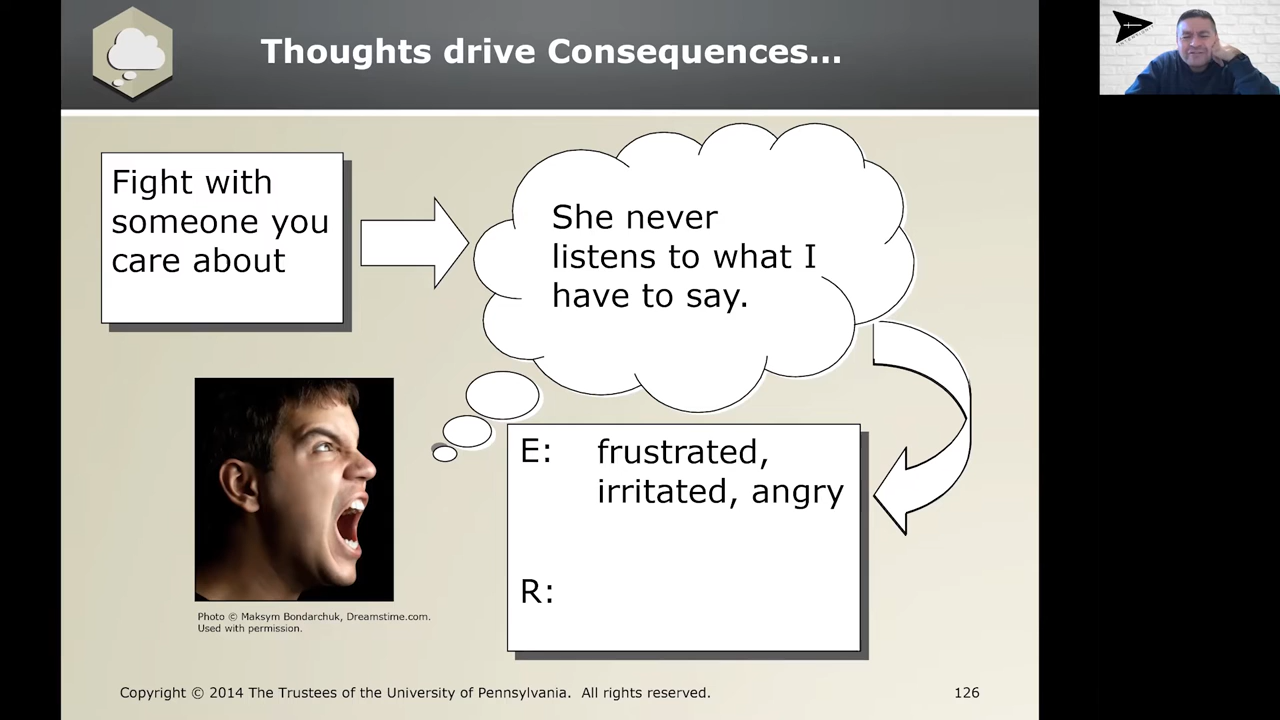 Thoughts drive Consequences...
Fight with
someone you
care about
She never
listens to what I
have to say.
E: frustrated,
irritated, angry
R:
Photo © Maksym Bondarchuk, Dreamstime.com.
Used with permission.
Copyright © 2014 The Trustees of the University of Pennsylvania. All rights reserved.
126